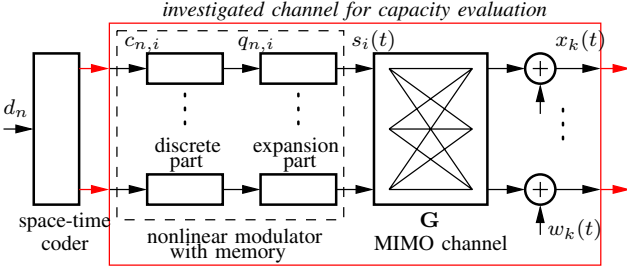 investigated channel for capacity evaluation
c_{n,i} q_{n,i} s_i(t) x_k(t)
d_n
discrete part
expansion part
space-time coder
nonlinear modulator with memory
G
MIMO channel
w_k(t)